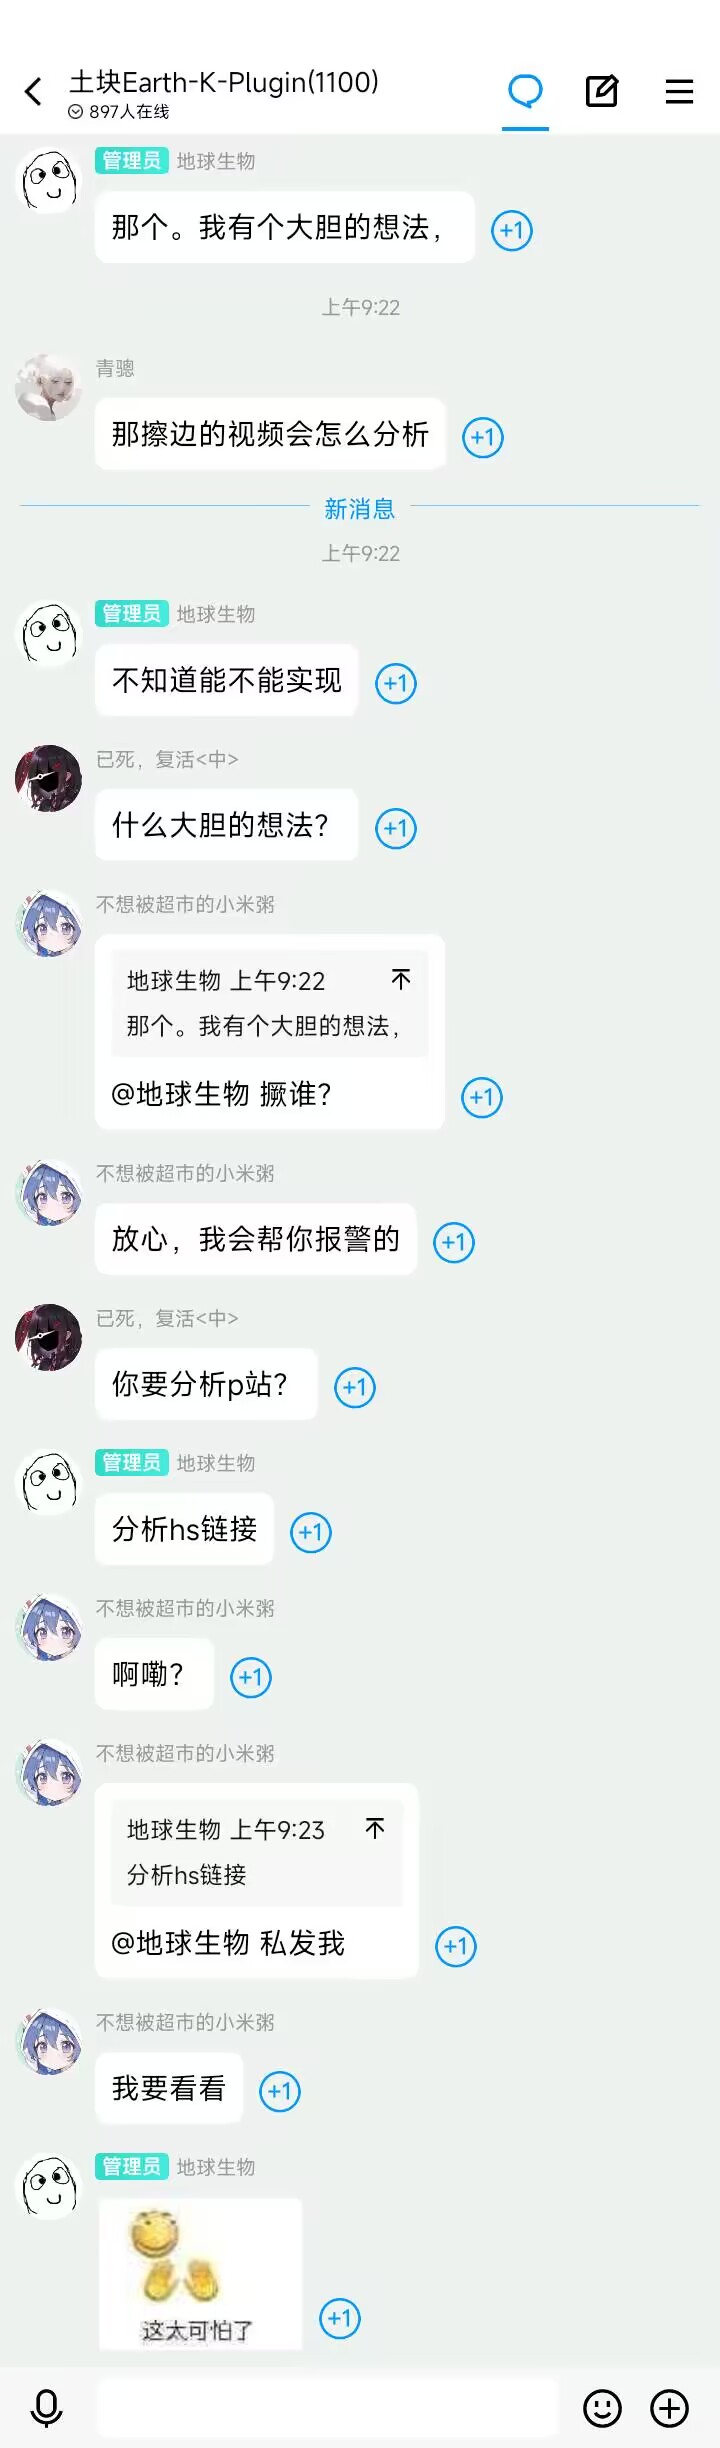 土块Earth-K-Plugin(1100)
897人在线
管理员 地球生物
那个。我有个大胆的想法，
+1
上午9:22
青骢
那擦边的视频会怎么分析
+1
新消息
上午9:22
管理员 地球生物
不知道能不能实现
+1
已死，复活<中>
什么大胆的想法？
+1
不想被超市的小米粥
地球生物 上午9:22
那个。我有个大胆的想法，
@地球生物 撅谁？
+1
不想被超市的小米粥
放心，我会帮你报警的
+1
已死，复活<中>
你要分析p站？
+1
管理员 地球生物
分析hs链接
+1
不想被超市的小米粥
啊嘞？
+1
不想被超市的小米粥
地球生物 上午9:23
分析hs链接
@地球生物 私发我
+1
不想被超市的小米粥
我要看看
+1
管理员 地球生物
这太可怕了
+1